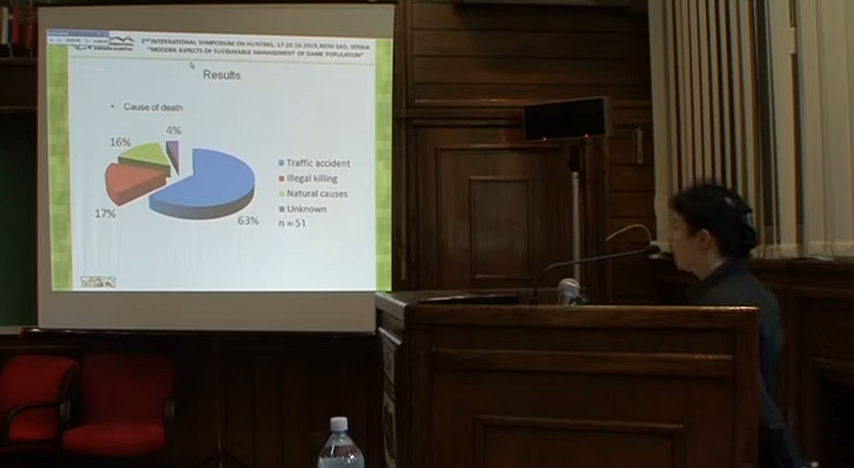 2nd INTERNATIONAL SYMPOSIUM ON HUNTING, 17-20.10.2013, NOVI SAD, SERBIA
"MODERN ASPECTS OF SUSTAINABLE MANAGEMENT OF GAME POPULATION"
Results
• Cause of death
4%
16%
17%
63%
Traffic accident
Illegal killing
Natural causes
Unknown
n = 51